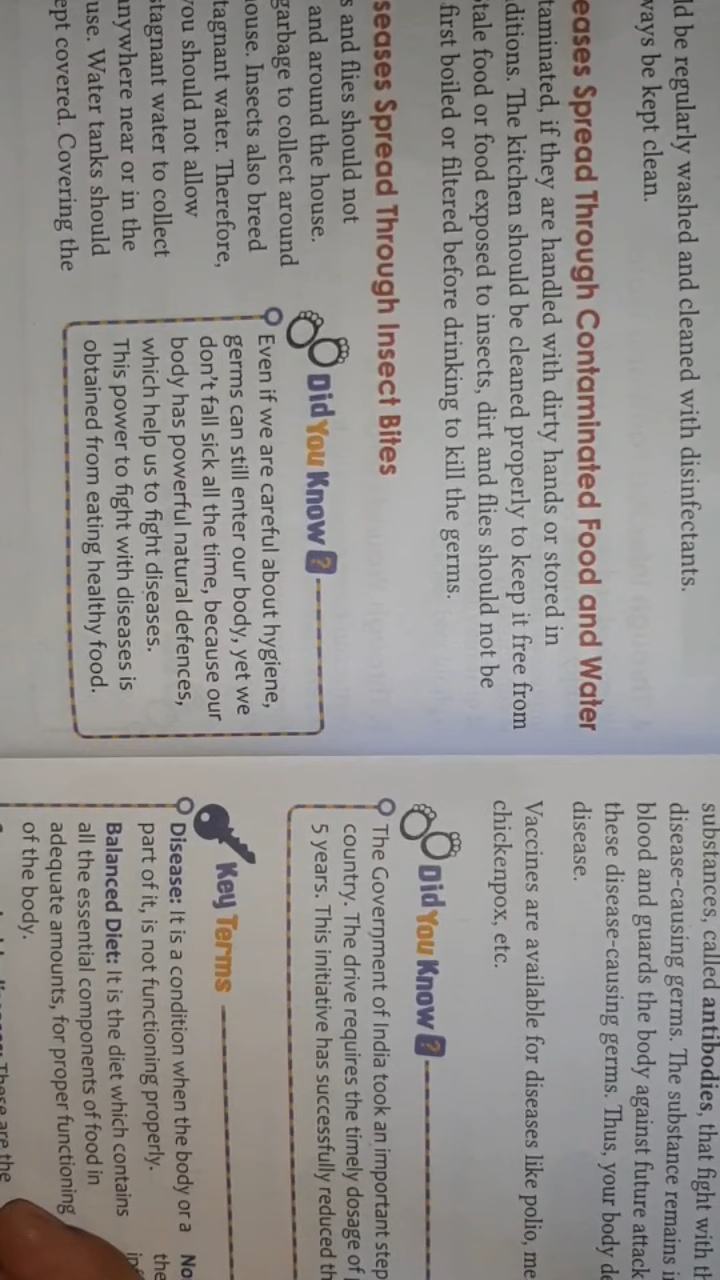 ld be regularly washed and cleaned with disinfectants.
ways be kept clean.
eases Spread Through Contaminated Food and Water
taminated, if they are handled with dirty hands or stored in
ditions. The kitchen should be cleaned properly to keep it free from
tale food or food exposed to insects, dirt and flies should not be
first boiled or filtered before drinking to kill the germs.
seases Spread Through Insect Bites
s and flies should not
and around the house.
garbage to collect around
ouse. Insects also breed
tagnant water. Therefore,
you should not allow
stagnant water to collect
anywhere near or in the
use. Water tanks should
ept covered. Covering the
Did You Know ?
Even if we are careful about hygiene,
germs can still enter our body, yet we
don't fall sick all the time, because our
body has powerful natural defences,
which help us to fight diseases.
This power to fight with diseases is
obtained from eating healthy food.
substances, called antibodies, that fight with th
disease-causing germs. The substance remains i
blood and guards the body against future attack
these disease-causing germs. Thus, your body de
disease.
Vaccines are available for diseases like polio, me
chickenpox, etc.
Did You Know ?
The Government of India took an important step
country. The drive requires the timely dosage of
5 years. This initiative has successfully reduced th
Key Terms
Disease: It is a condition when the body or a
part of it, is not functioning properly.
Balanced Diet: It is the diet which contains
all the essential components of food in
adequate amounts, for proper functioning
of the body.
These are the
No
the